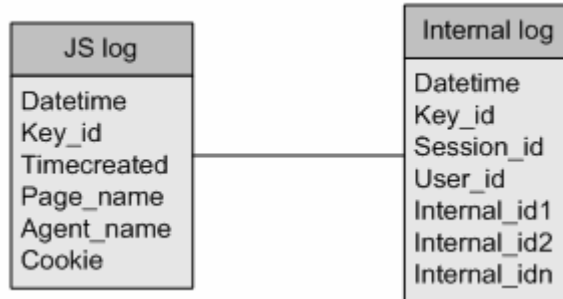 JS log
Datetime
Key_id
Timecreated
Page_name
Agent_name
Cookie
Internal log
Datetime
Key_id
Session_id
User_id
Internal_id1
Internal_id2
Internal_idn